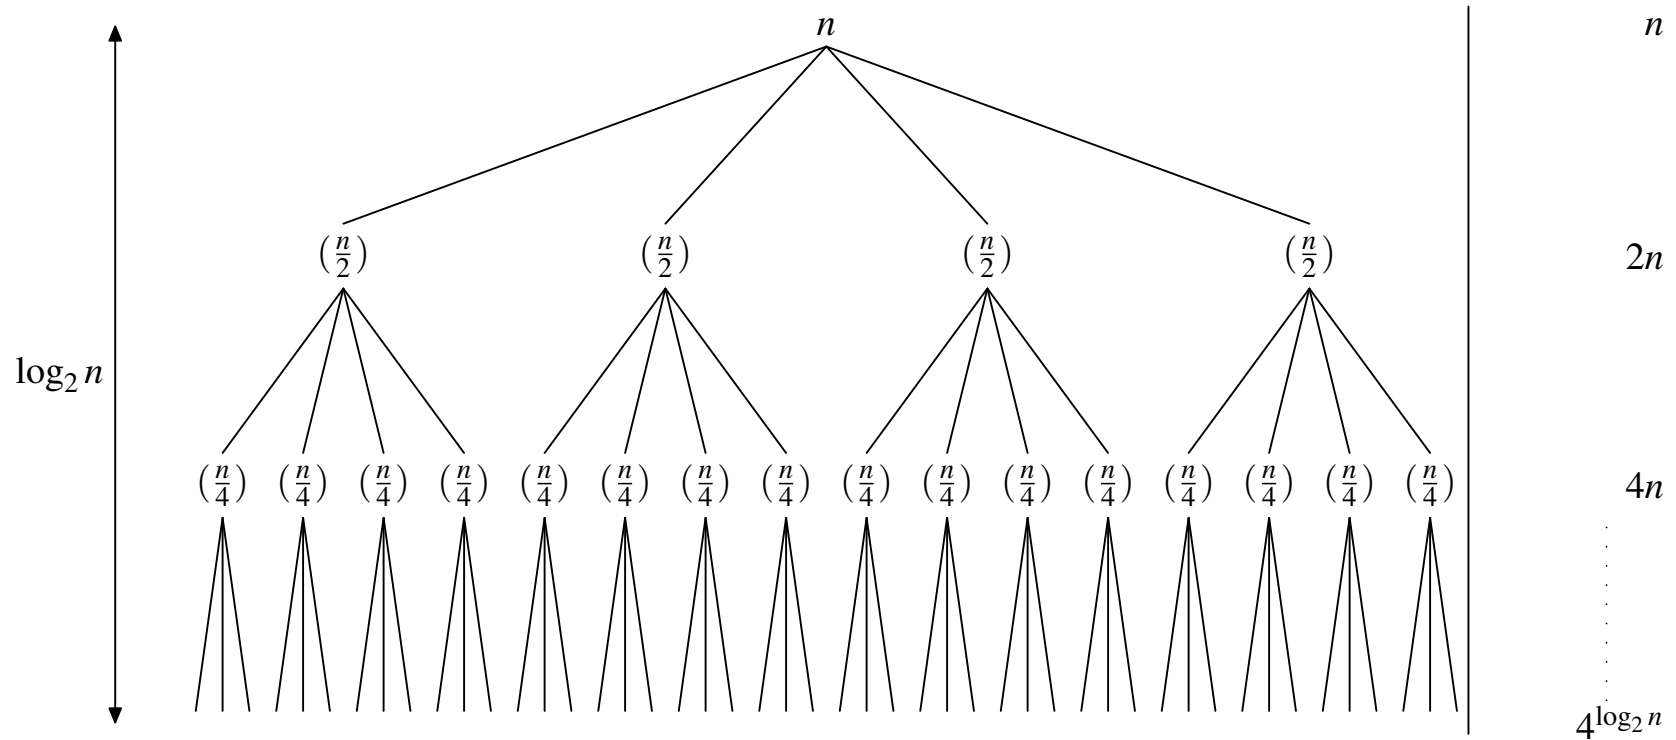 n n
(n/2) (n/2) (n/2) (n/2) 2n
log₂ n
(n/4) (n/4) (n/4) (n/4) (n/4) (n/4) (n/4) (n/4) (n/4) (n/4) (n/4) (n/4) (n/4) (n/4) (n/4) (n/4) 4n
4^{log₂ n}